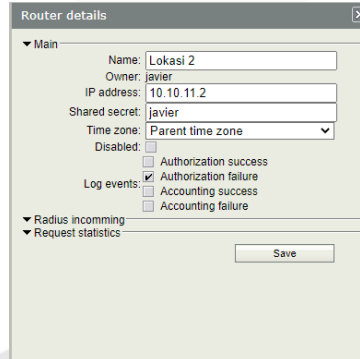 Router details
Main
Name: Lokasi 2
Owner: javier
IP address: 10.10.11.2
Shared secret: javier
Time zone: Parent time zone
Disabled:
Authorization success
Log events: Authorization failure
Accounting success
Accounting failure
Radius incomming
Request statistics
Save